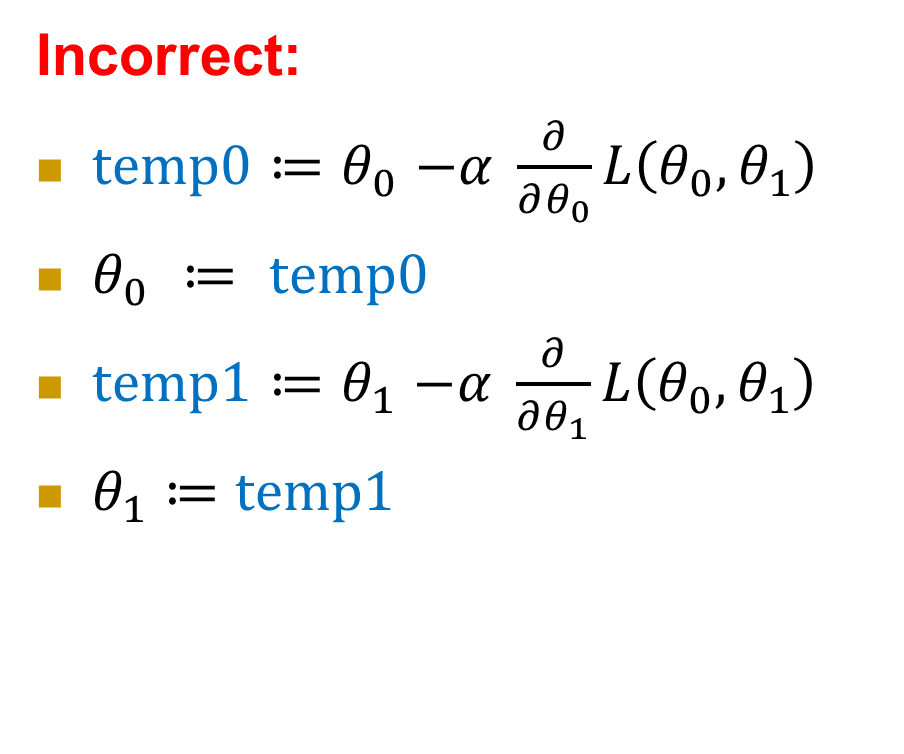 Incorrect:
▪ temp0 ≔ θ₀ −α ∂/∂θ₀ L(θ₀, θ₁)
▪ θ₀ ≔ temp0
▪ temp1 ≔ θ₁ −α ∂/∂θ₁ L(θ₀, θ₁)
▪ θ₁ ≔ temp1